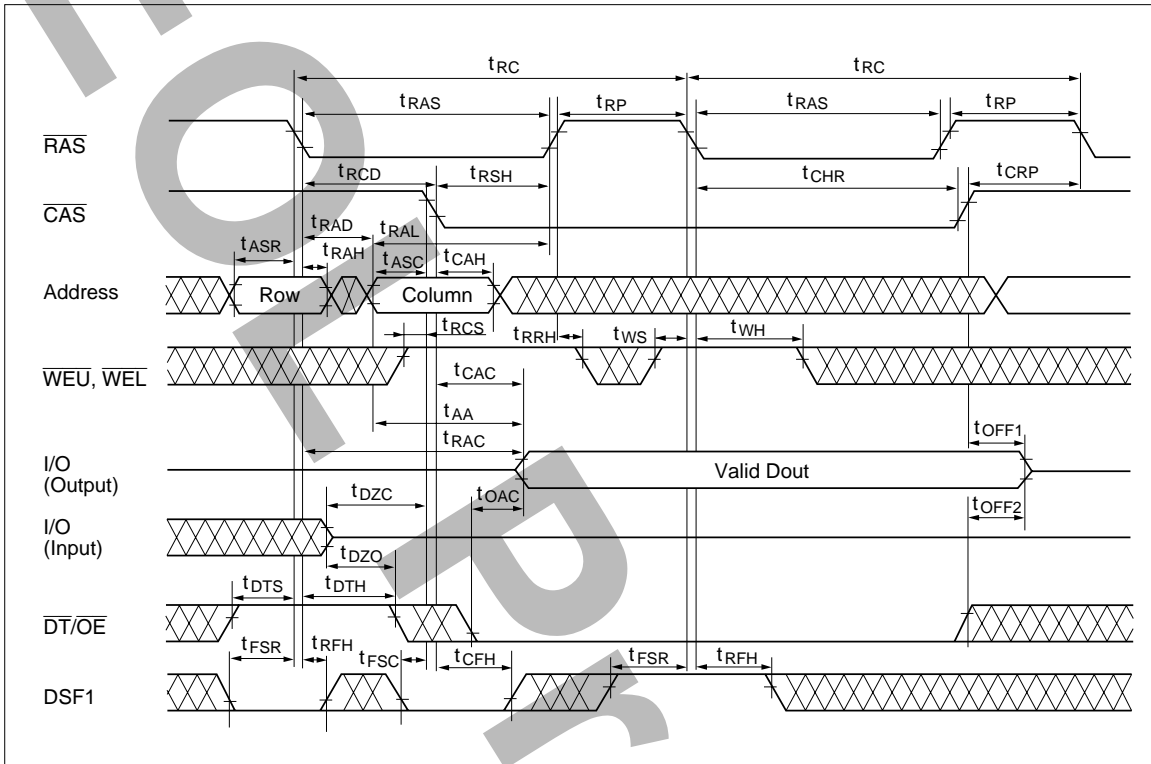 tRC tRC
tRAS tRP tRAS tRP
RAS
tRCD tRSH tCHR tCRP
CAS
tRAD tRAL
tASR tRAH tASC tCAH
Address Row Column
tRCS tRRH tWS tWH
WEU, WEL
tCAC
tAA
tRAC tOFF1
I/O
(Output) Valid Dout
tDZC tOAC tOFF2
I/O
(Input)
tDZO
tDTS tDTH
DT/OE
tFSR tRFH tFSC tCFH tFSR tRFH
DSF1